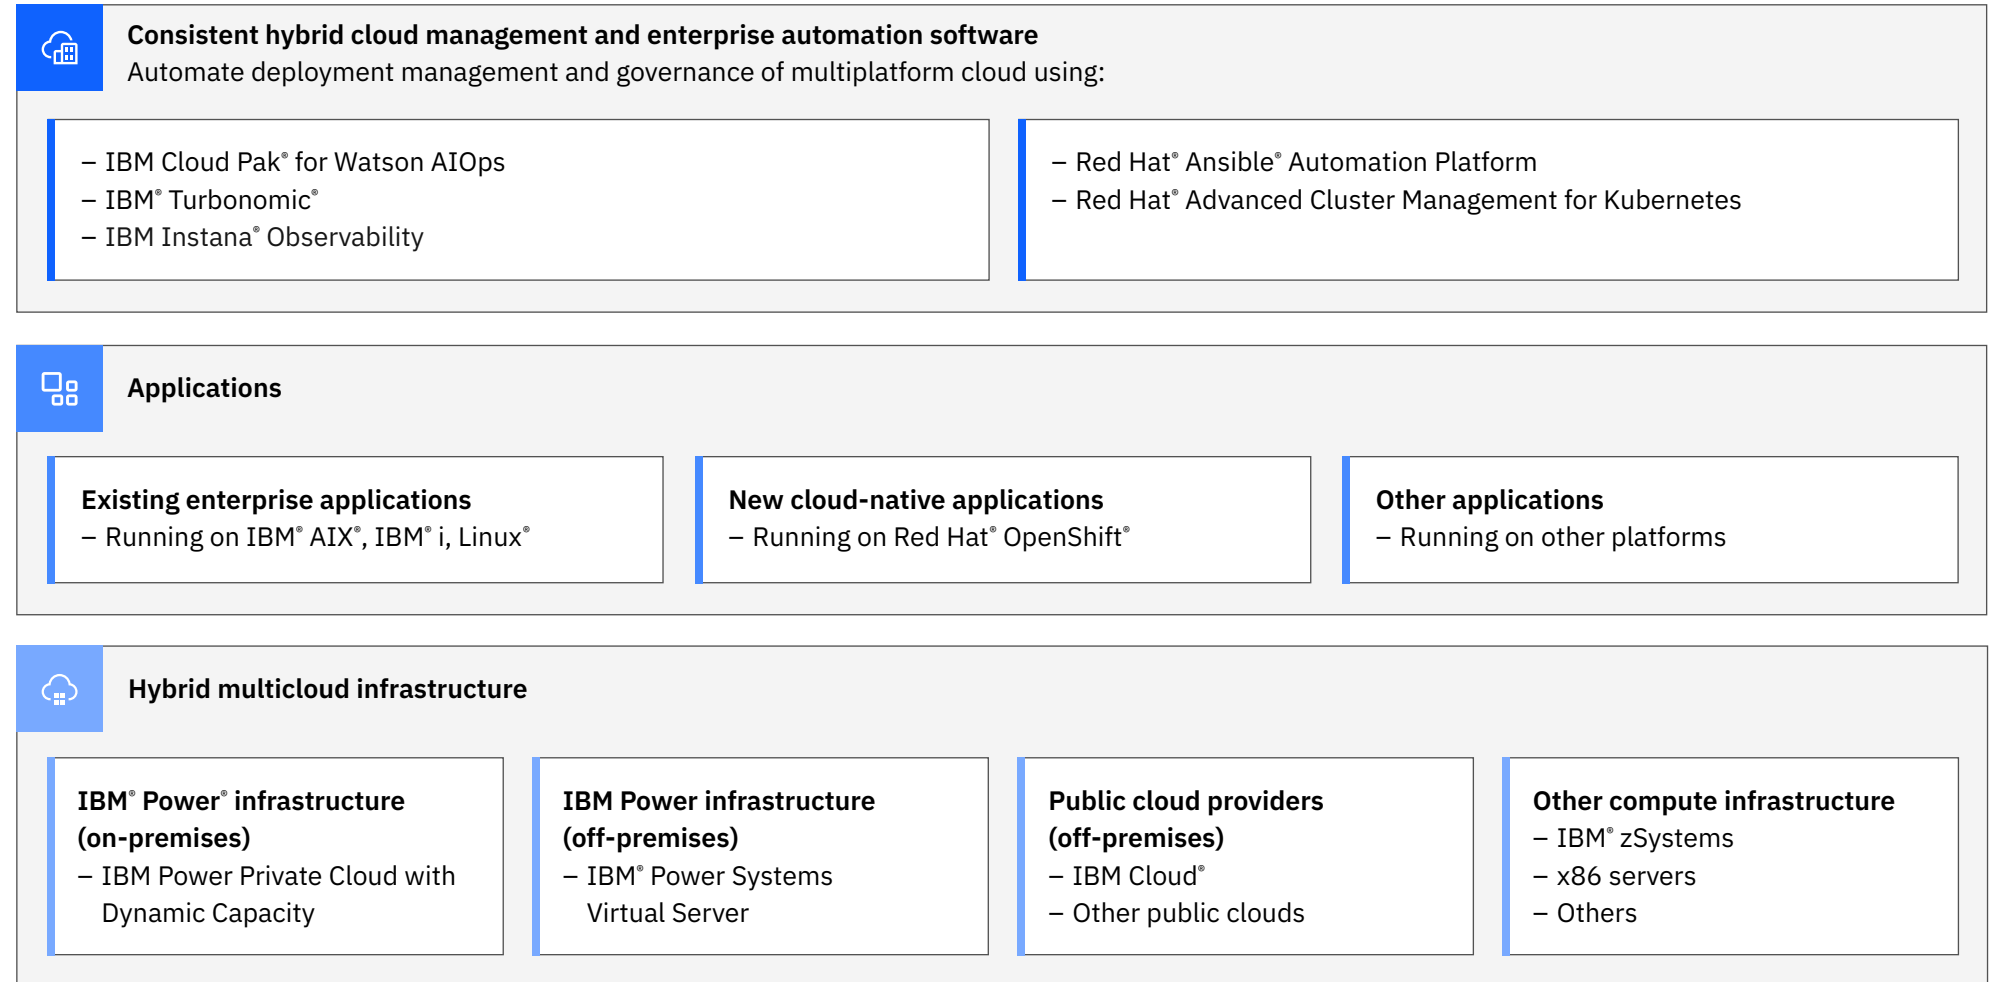 Consistent hybrid cloud management and enterprise automation software
Automate deployment management and governance of multiplatform cloud using:
– IBM Cloud Pak® for Watson AIOps
– IBM® Turbonomic®
– IBM Instana® Observability
– Red Hat® Ansible® Automation Platform
– Red Hat® Advanced Cluster Management for Kubernetes
Applications
Existing enterprise applications
– Running on IBM® AIX®, IBM® i, Linux®
New cloud-native applications
– Running on Red Hat® OpenShift®
Other applications
– Running on other platforms
Hybrid multicloud infrastructure
IBM® Power® infrastructure
(on-premises)
– IBM Power Private Cloud with
Dynamic Capacity
IBM Power infrastructure
(off-premises)
– IBM® Power Systems
Virtual Server
Public cloud providers
(off-premises)
– IBM Cloud®
– Other public clouds
Other compute infrastructure
– IBM® zSystems
– x86 servers
– Others